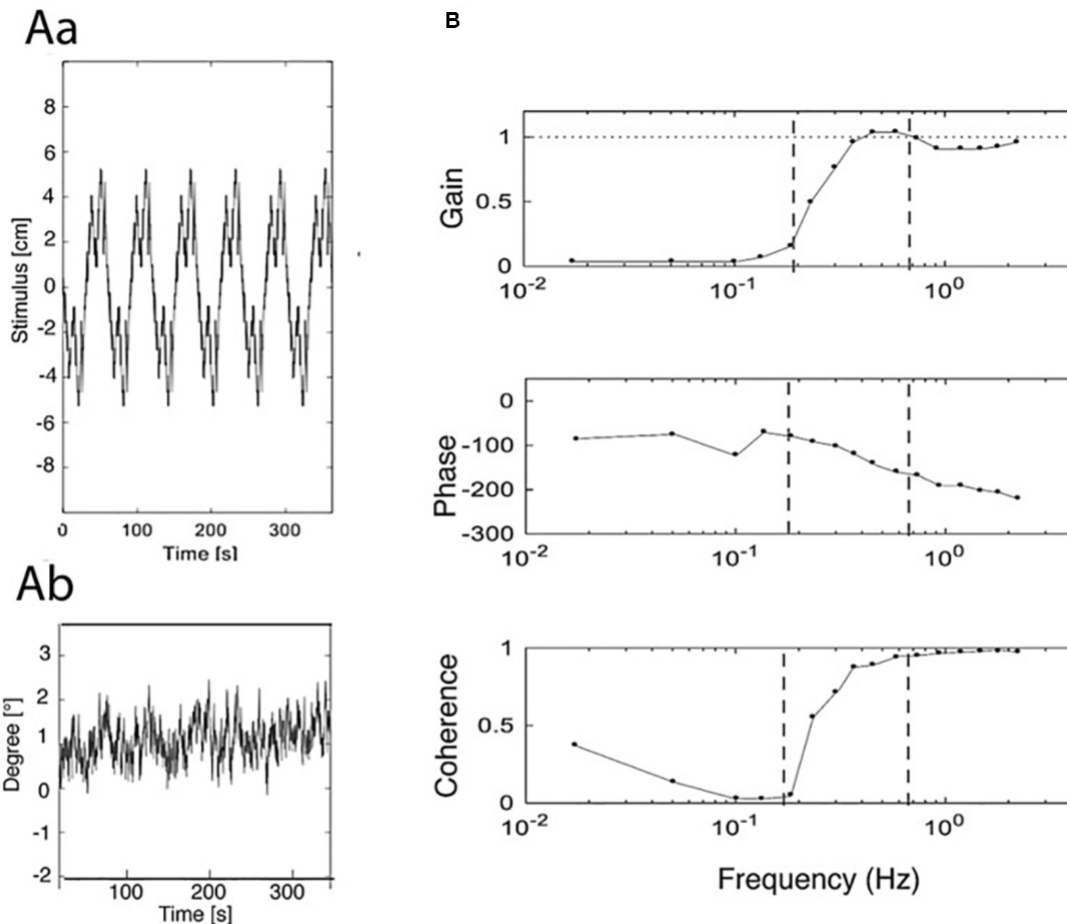 Aa
8
6
4
2
0
-2
-4
-6
-8
Stimulus [cm]
0 100 200 300
Time [s]
Ab
3
2
1
0
-1
-2
Degree [°]
100 200 300
Time [s]
B
Gain
1
0.5
0
10-2 10-1 100
Phase
0
-100
-200
-300
10-2 10-1 100
Coherence
1
0.5
0
10-2 10-1 100
Frequency (Hz)